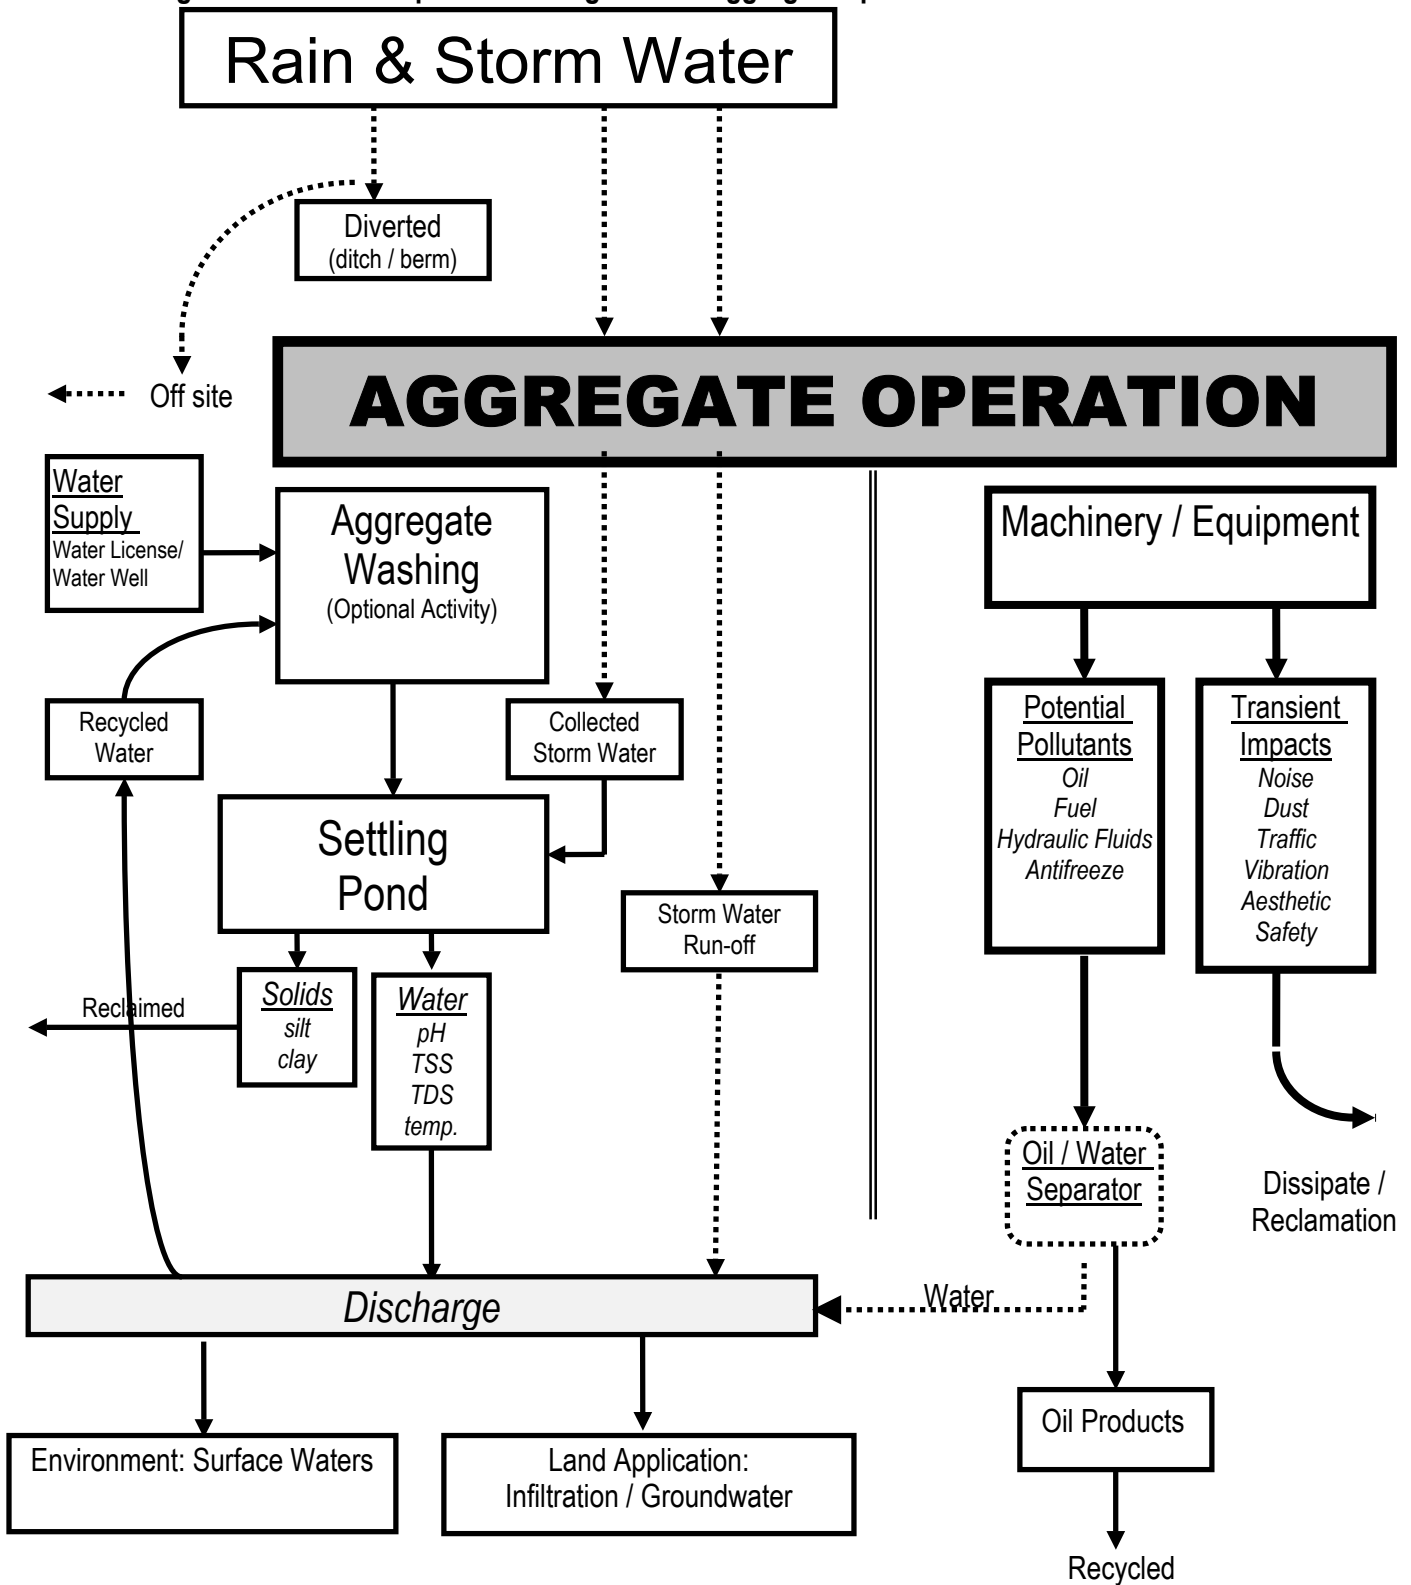 Rain & Storm Water
Diverted
(ditch / berm)
Off site
AGGREGATE OPERATION
Water
Supply
Water License/
Water Well
Aggregate
Washing
(Optional Activity)
Machinery / Equipment
Recycled
Water
Collected
Storm Water
Potential
Pollutants
Oil
Fuel
Hydraulic Fluids
Antifreeze
Transient
Impacts
Noise
Dust
Traffic
Vibration
Aesthetic
Safety
Settling
Pond
Storm Water
Run-off
Reclaimed
Solids
silt
clay
Water
pH
TSS
TDS
temp.
Oil / Water
Separator
Dissipate /
Reclamation
Discharge
Water
Oil Products
Environment: Surface Waters
Land Application:
Infiltration / Groundwater
Recycled